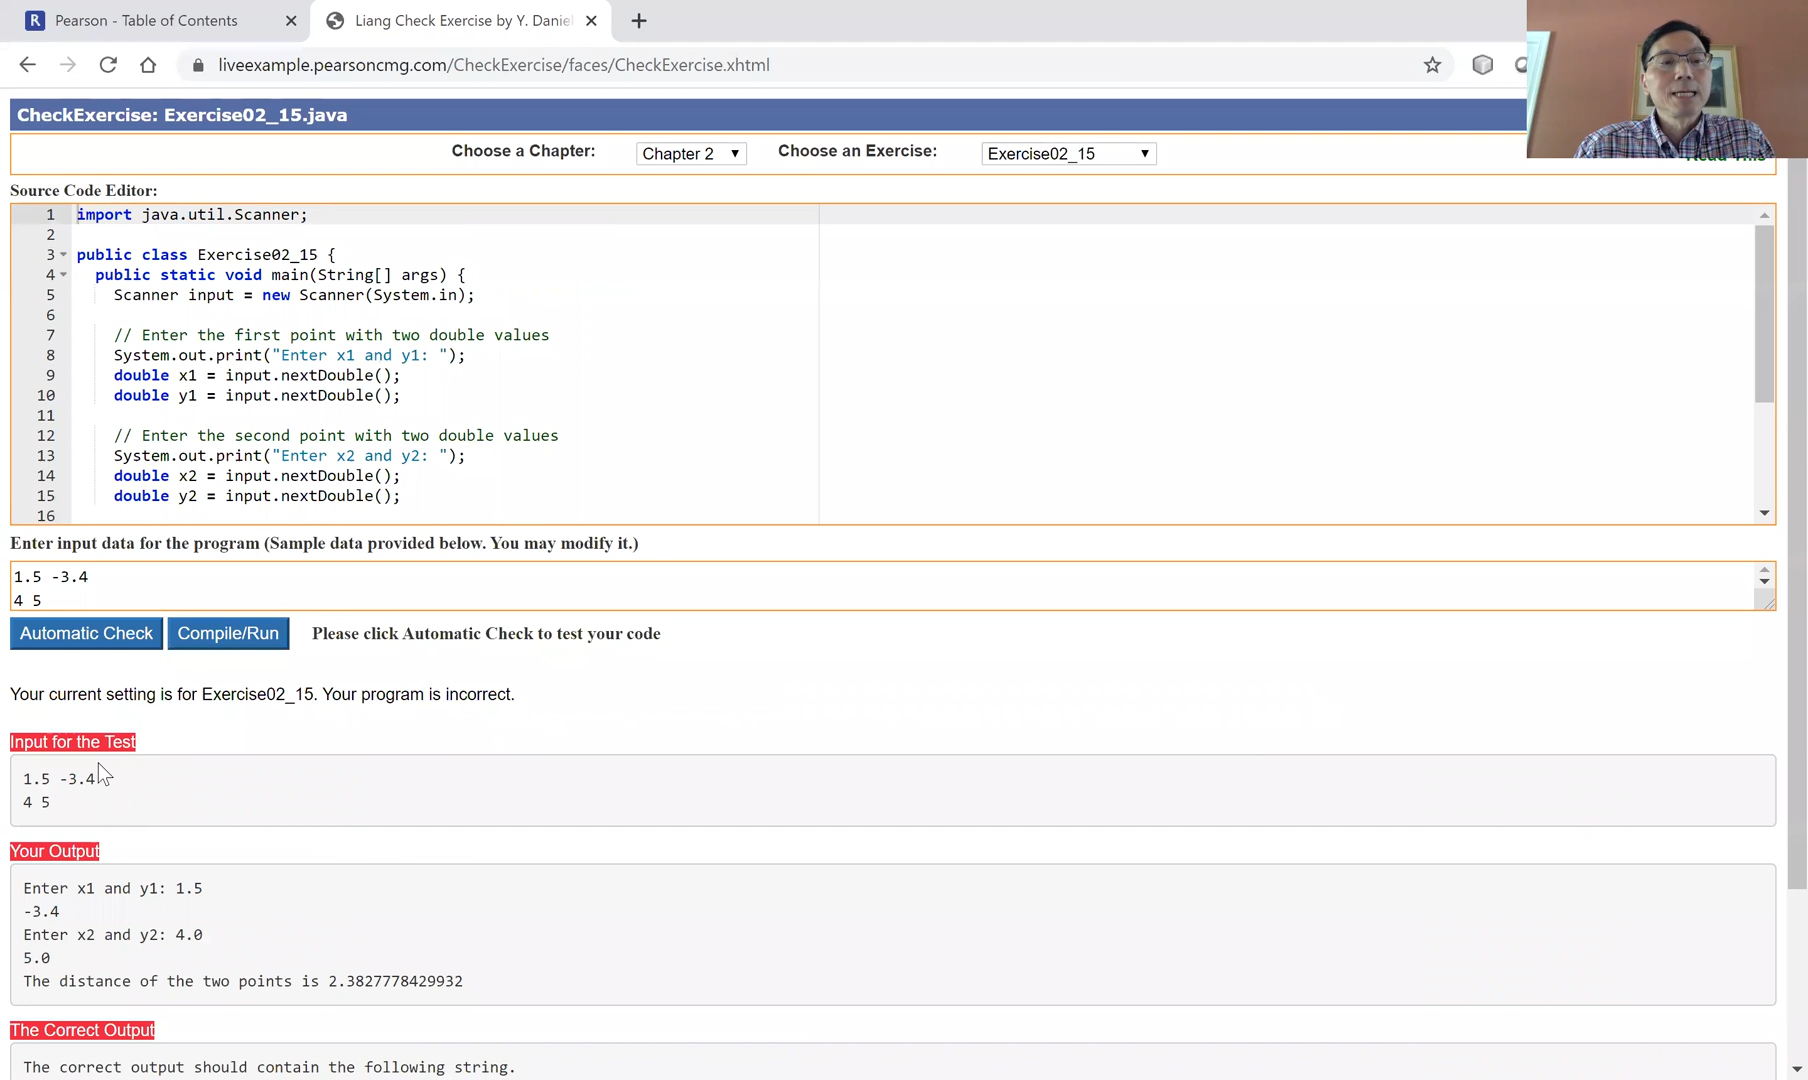 Pearson - Table of Contents
Liang Check Exercise by Y. Danie
liveexample.pearsoncmg.com/CheckExercise/faces/CheckExercise.xhtml
CheckExercise: Exercise02_15.java
Choose a Chapter: Chapter 2 Choose an Exercise: Exercise02_15
Source Code Editor:
1 import java.util.Scanner;
2
3 public class Exercise02_15 {
4 public static void main(String[] args) {
5 Scanner input = new Scanner(System.in);
6
7 // Enter the first point with two double values
8 System.out.print("Enter x1 and y1: ");
9 double x1 = input.nextDouble();
10 double y1 = input.nextDouble();
11
12 // Enter the second point with two double values
13 System.out.print("Enter x2 and y2: ");
14 double x2 = input.nextDouble();
15 double y2 = input.nextDouble();
16
Enter input data for the program (Sample data provided below. You may modify it.)
1.5 -3.4
4 5
Automatic Check Compile/Run Please click Automatic Check to test your code
Your current setting is for Exercise02_15. Your program is incorrect.
Input for the Test
1.5 -3.4
4 5
Your Output
Enter x1 and y1: 1.5
-3.4
Enter x2 and y2: 4.0
5.0
The distance of the two points is 2.3827778429932
The Correct Output
The correct output should contain the following string.